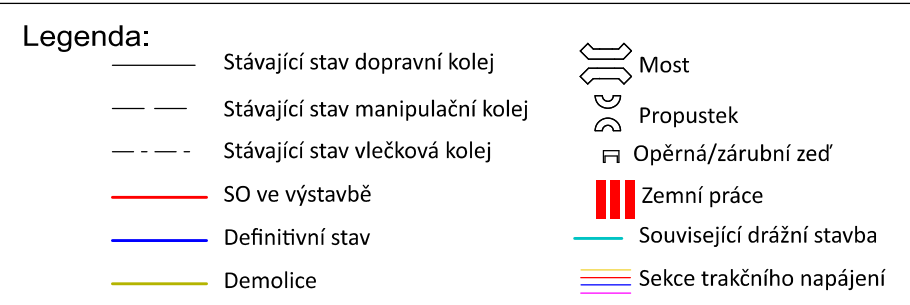 Legenda:
Stávající stav dopravní kolej
Stávající stav manipulační kolej
Stávající stav vlečková kolej
SO ve výstavbě
Definitivní stav
Demolice
Most
Propustek
Opěrná/zárubní zeď
Zemní práce
Související drážní stavba
Sekce trakčního napájení